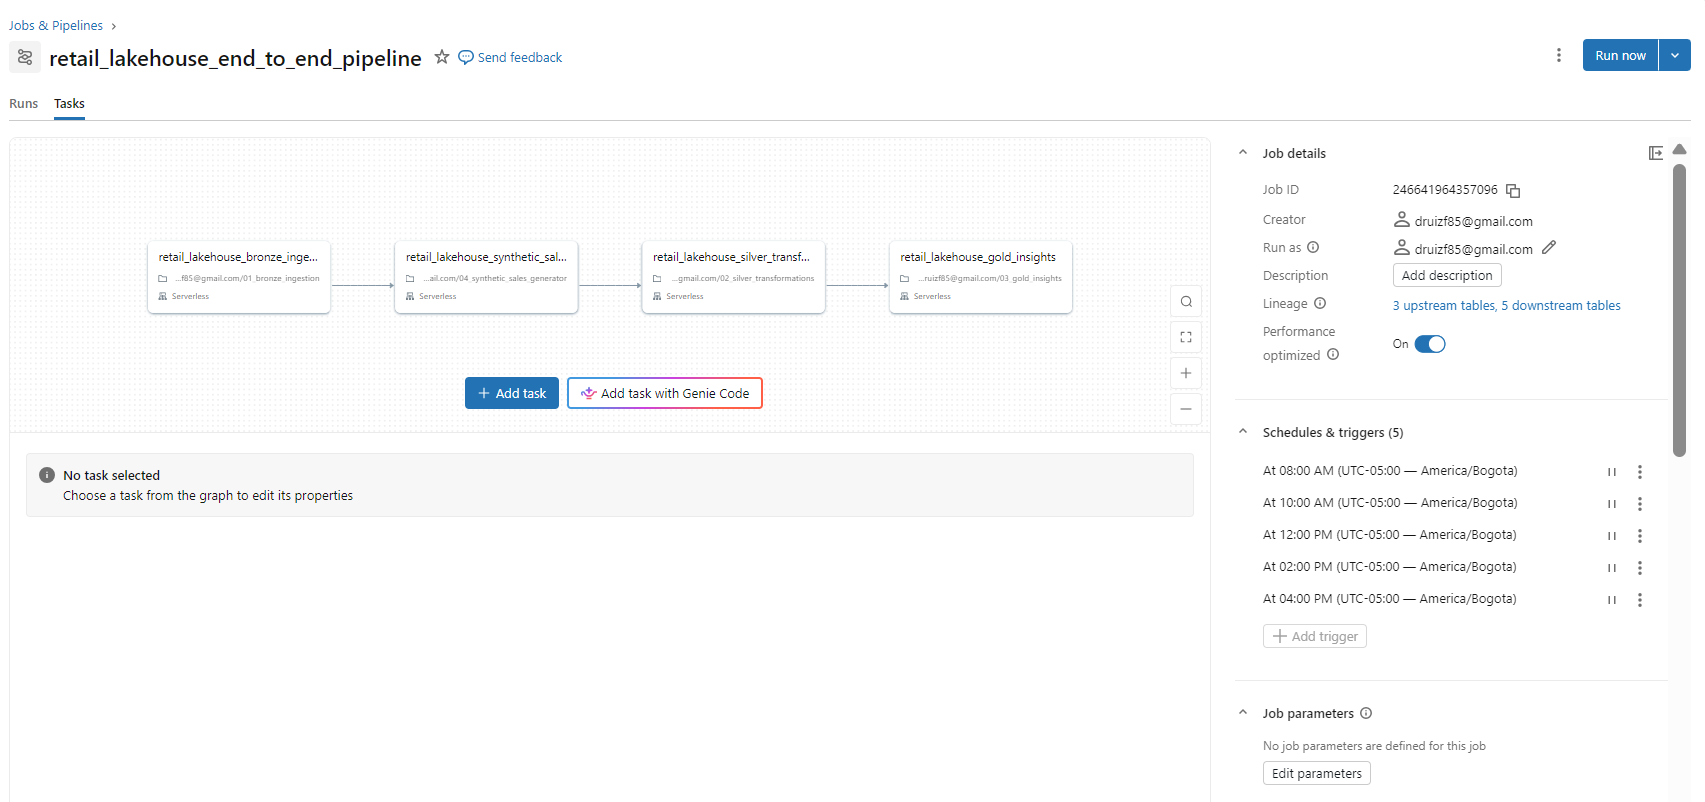 Jobs & Pipelines
retail_lakehouse_end_to_end_pipeline
Send feedback
Run now
Runs
Tasks
retail_lakehouse_bronze_inge...
...f85@gmail.com/01_bronze_ingestion
Serverless
retail_lakehouse_synthetic_sal...
...ail.com/04_synthetic_sales_generator
Serverless
retail_lakehouse_silver_transf...
...gmail.com/02_silver_transformations
Serverless
retail_lakehouse_gold_insights
...ruizf85@gmail.com/03_gold_insights
Serverless
+ Add task
Add task with Genie Code
No task selected
Choose a task from the graph to edit its properties
Job details
Job ID
246641964357096
Creator
druizf85@gmail.com
Run as
druizf85@gmail.com
Description
Add description
Lineage
3 upstream tables, 5 downstream tables
Performance
optimized
On
Schedules & triggers (5)
At 08:00 AM (UTC-05:00 — America/Bogota)
At 10:00 AM (UTC-05:00 — America/Bogota)
At 12:00 PM (UTC-05:00 — America/Bogota)
At 02:00 PM (UTC-05:00 — America/Bogota)
At 04:00 PM (UTC-05:00 — America/Bogota)
+ Add trigger
Job parameters
No job parameters are defined for this job
Edit parameters